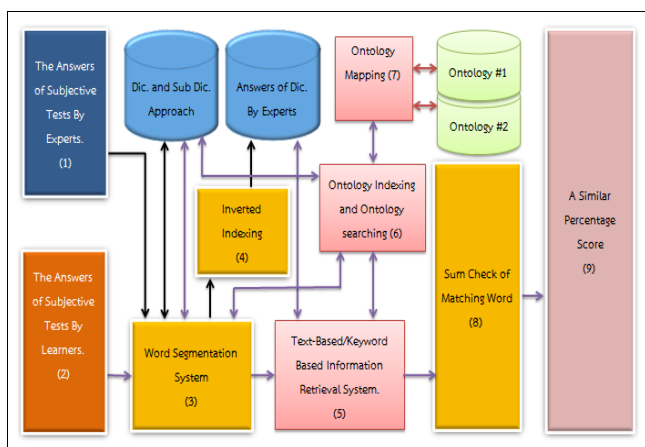 The Answers
of Subjective
Tests By
Experts.
(1)
Dic. and Sub Dic.
Approach
Answers of Dic.
By Experts
Ontology
Mapping (7)
Ontology #1
Ontology #2
A Similar
Percentage
Score
(9)
Inverted
Indexing
(4)
Ontology Indexing
and Ontology
searching (6)
The Answers
of Subjective
Tests By
Learners.
(2)
Word Segmentation
System
(3)
Text-Based/Keyword
Based Information
Retrieval System.
(5)
Sum Check of
Matching Word
(8)